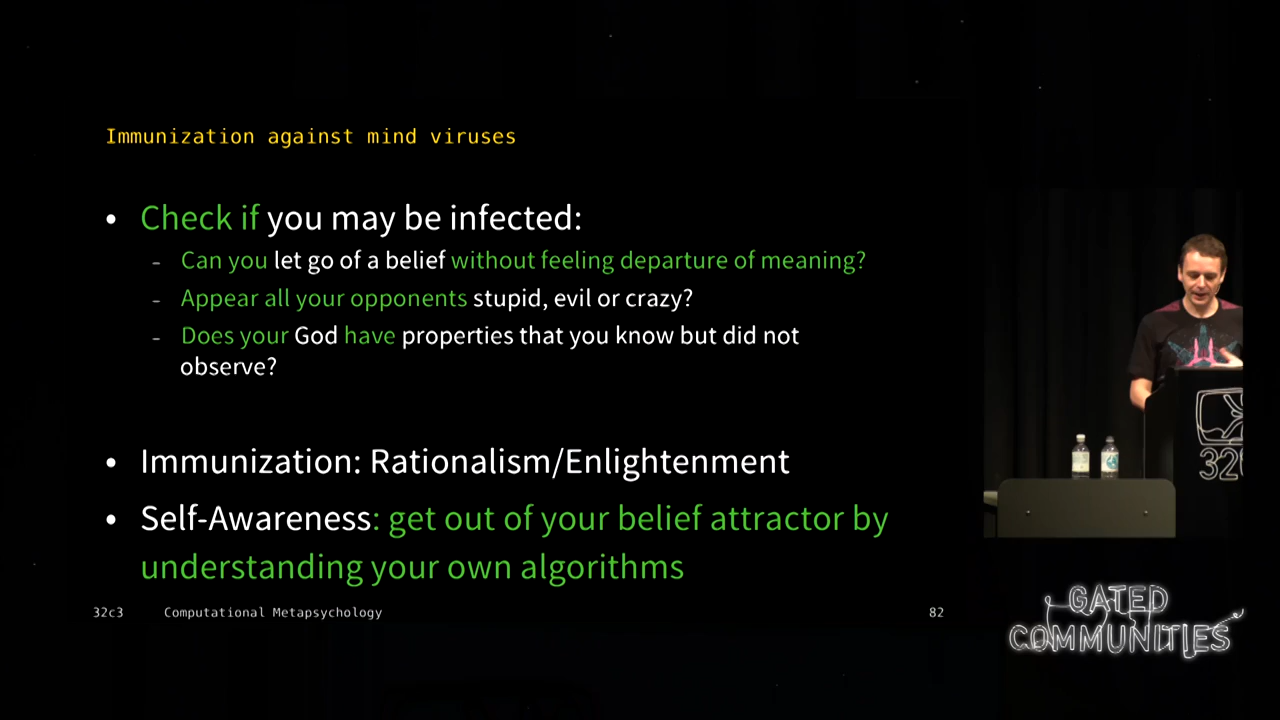 Immunization against mind viruses
• Check if you may be infected:
- Can you let go of a belief without feeling departure of meaning?
- Appear all your opponents stupid, evil or crazy?
- Does your God have properties that you know but did not
observe?
• Immunization: Rationalism/Enlightenment
• Self-Awareness: get out of your belief attractor by
understanding your own algorithms
32c3 Computational Metapsychology 82
32
GATED
COMMUNITIES